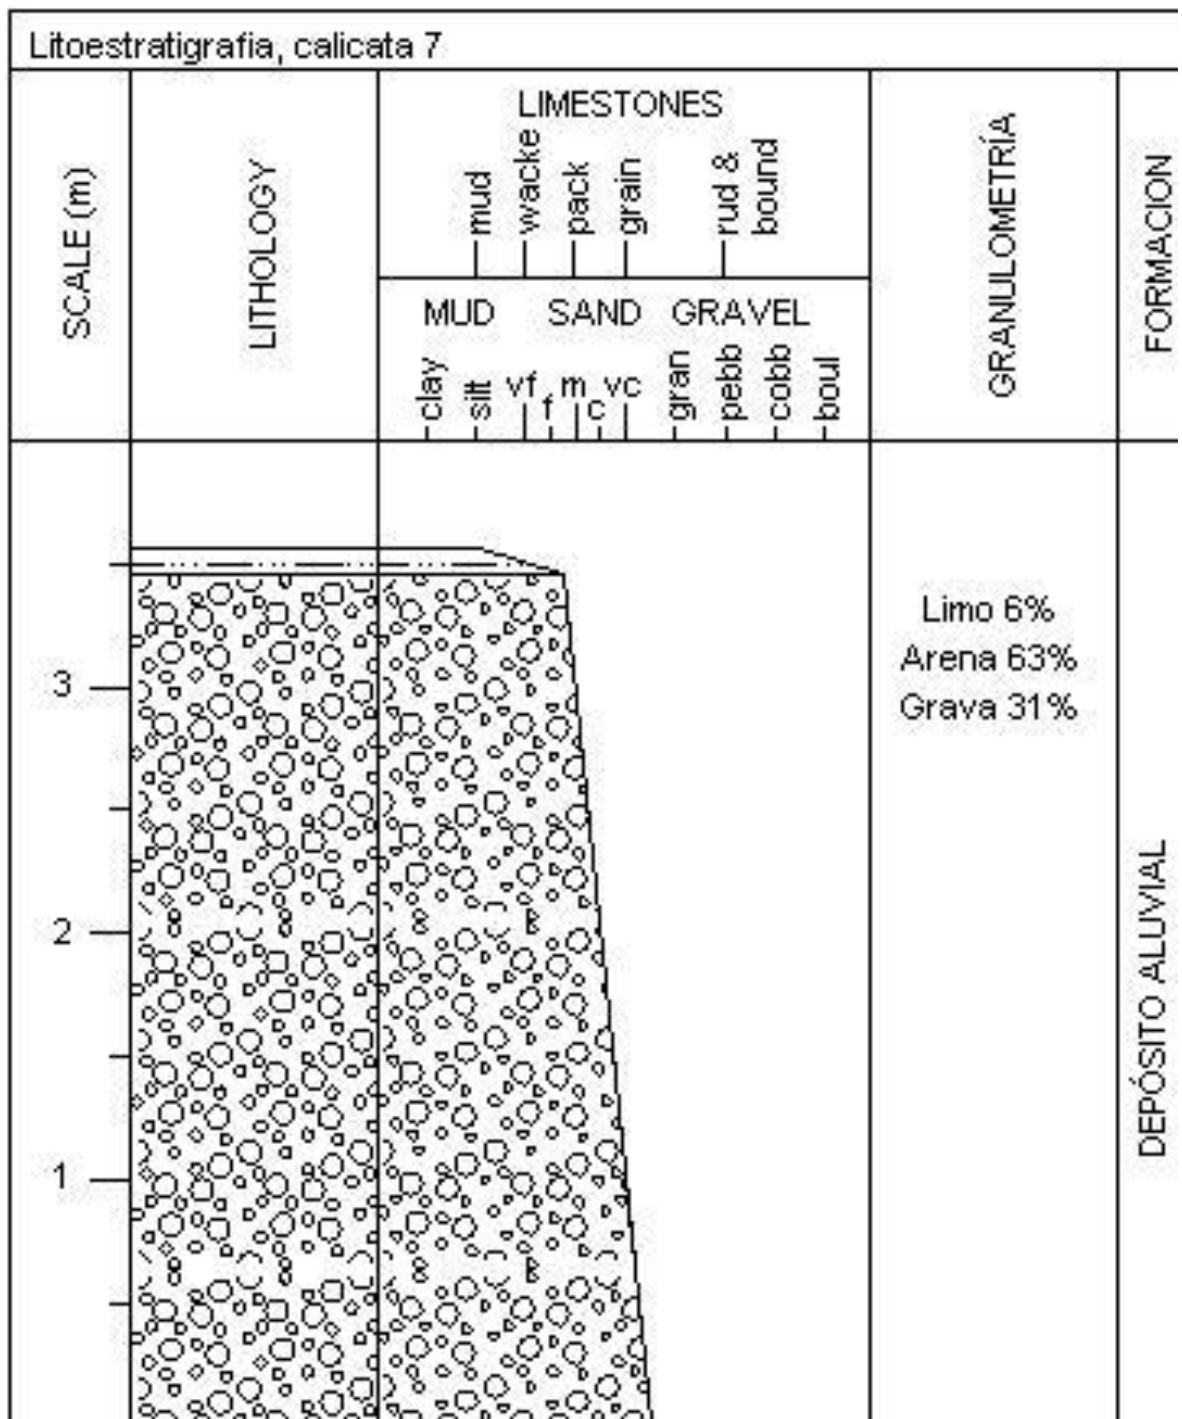 Litoestratigrafia, calicata 7
SCALE (m)
LITHOLOGY
LIMESTONES
mud
wacke
pack
grain
rud &
bound
MUD SAND GRAVEL
clay
silt
vf
f
m
c
vc
gran
pebb
cobb
boul
GRANULOMETRÍA
FORMACION
Limo 6%
Arena 63%
Grava 31%
3
2
1
DEPÓSITO ALUVIAL